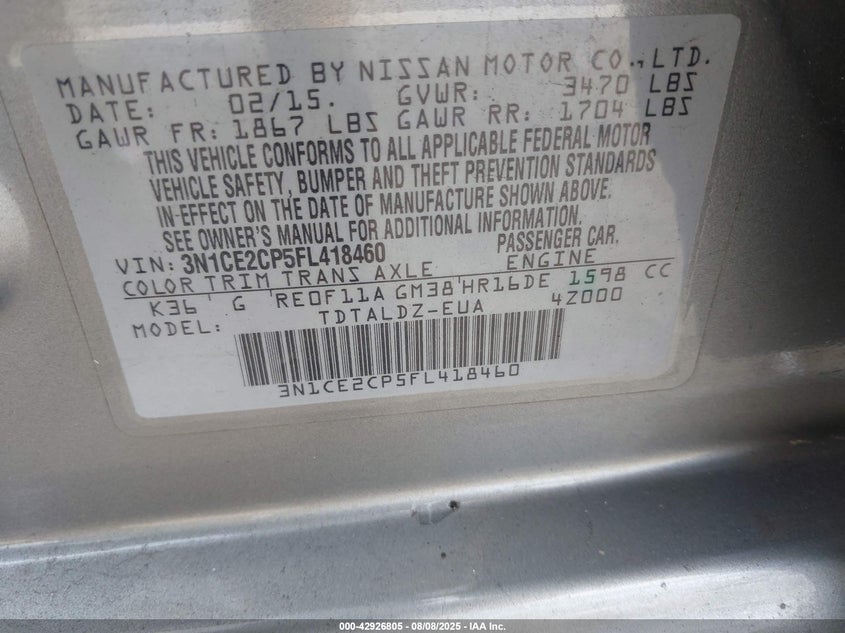 MANUFACTURED BY NISSAN MOTOR CO., LTD.
DATE: 02/15. GVWR: 3470 LBS
GAWR FR: 1867 LBS GAWR RR: 1704 LBS
THIS VEHICLE CONFORMS TO ALL APPLICABLE FEDERAL MOTOR
VEHICLE SAFETY, BUMPER AND THEFT PREVENTION STANDARDS
IN-EFFECT ON THE DATE OF MANUFACTURE SHOWN ABOVE.
SEE OWNER'S MANUAL FOR ADDITIONAL INFORMATION.
VIN: 3N1CE2CP5FL418460 PASSENGER CAR.
COLOR TRIM TRANS AXLE ENGINE
K36 G RE0F11A GM38 HR16DE 1598 CC
MODEL: TDTALDZ-EUA 4Z000
3N1CE2CP5FL418460
000-42926805 - 08/08/2025 - IAA Inc.